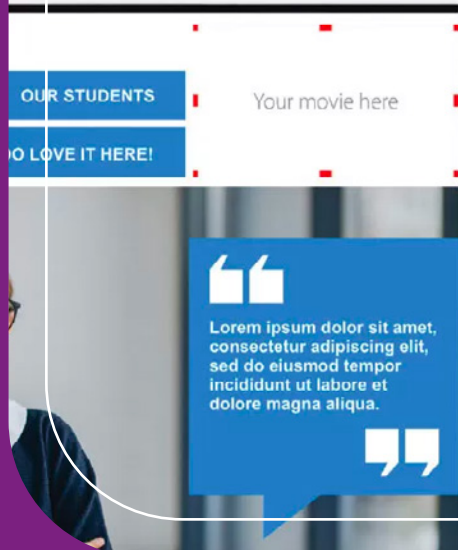 OUR STUDENTS
DO LOVE IT HERE!
Your movie here
Lorem ipsum dolor sit amet,
consectetur adipiscing elit,
sed do eiusmod tempor
incididunt ut labore et
dolore magna aliqua.